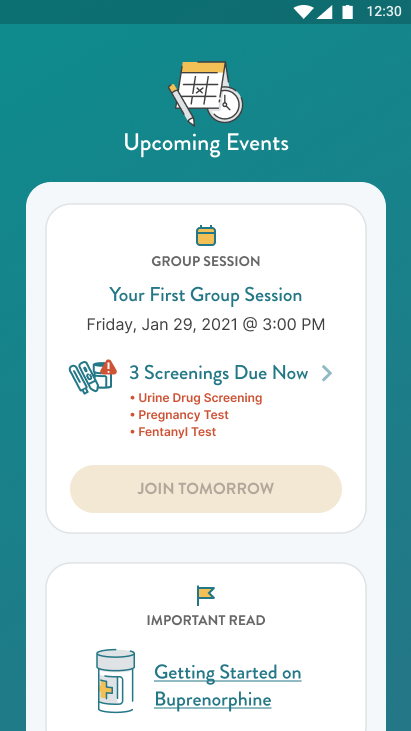 12:30
Upcoming Events
GROUP SESSION
Your First Group Session
Friday, Jan 29, 2021 @ 3:00 PM
3 Screenings Due Now
• Urine Drug Screening
• Pregnancy Test
• Fentanyl Test
JOIN TOMORROW
IMPORTANT READ
Getting Started on
Buprenorphine